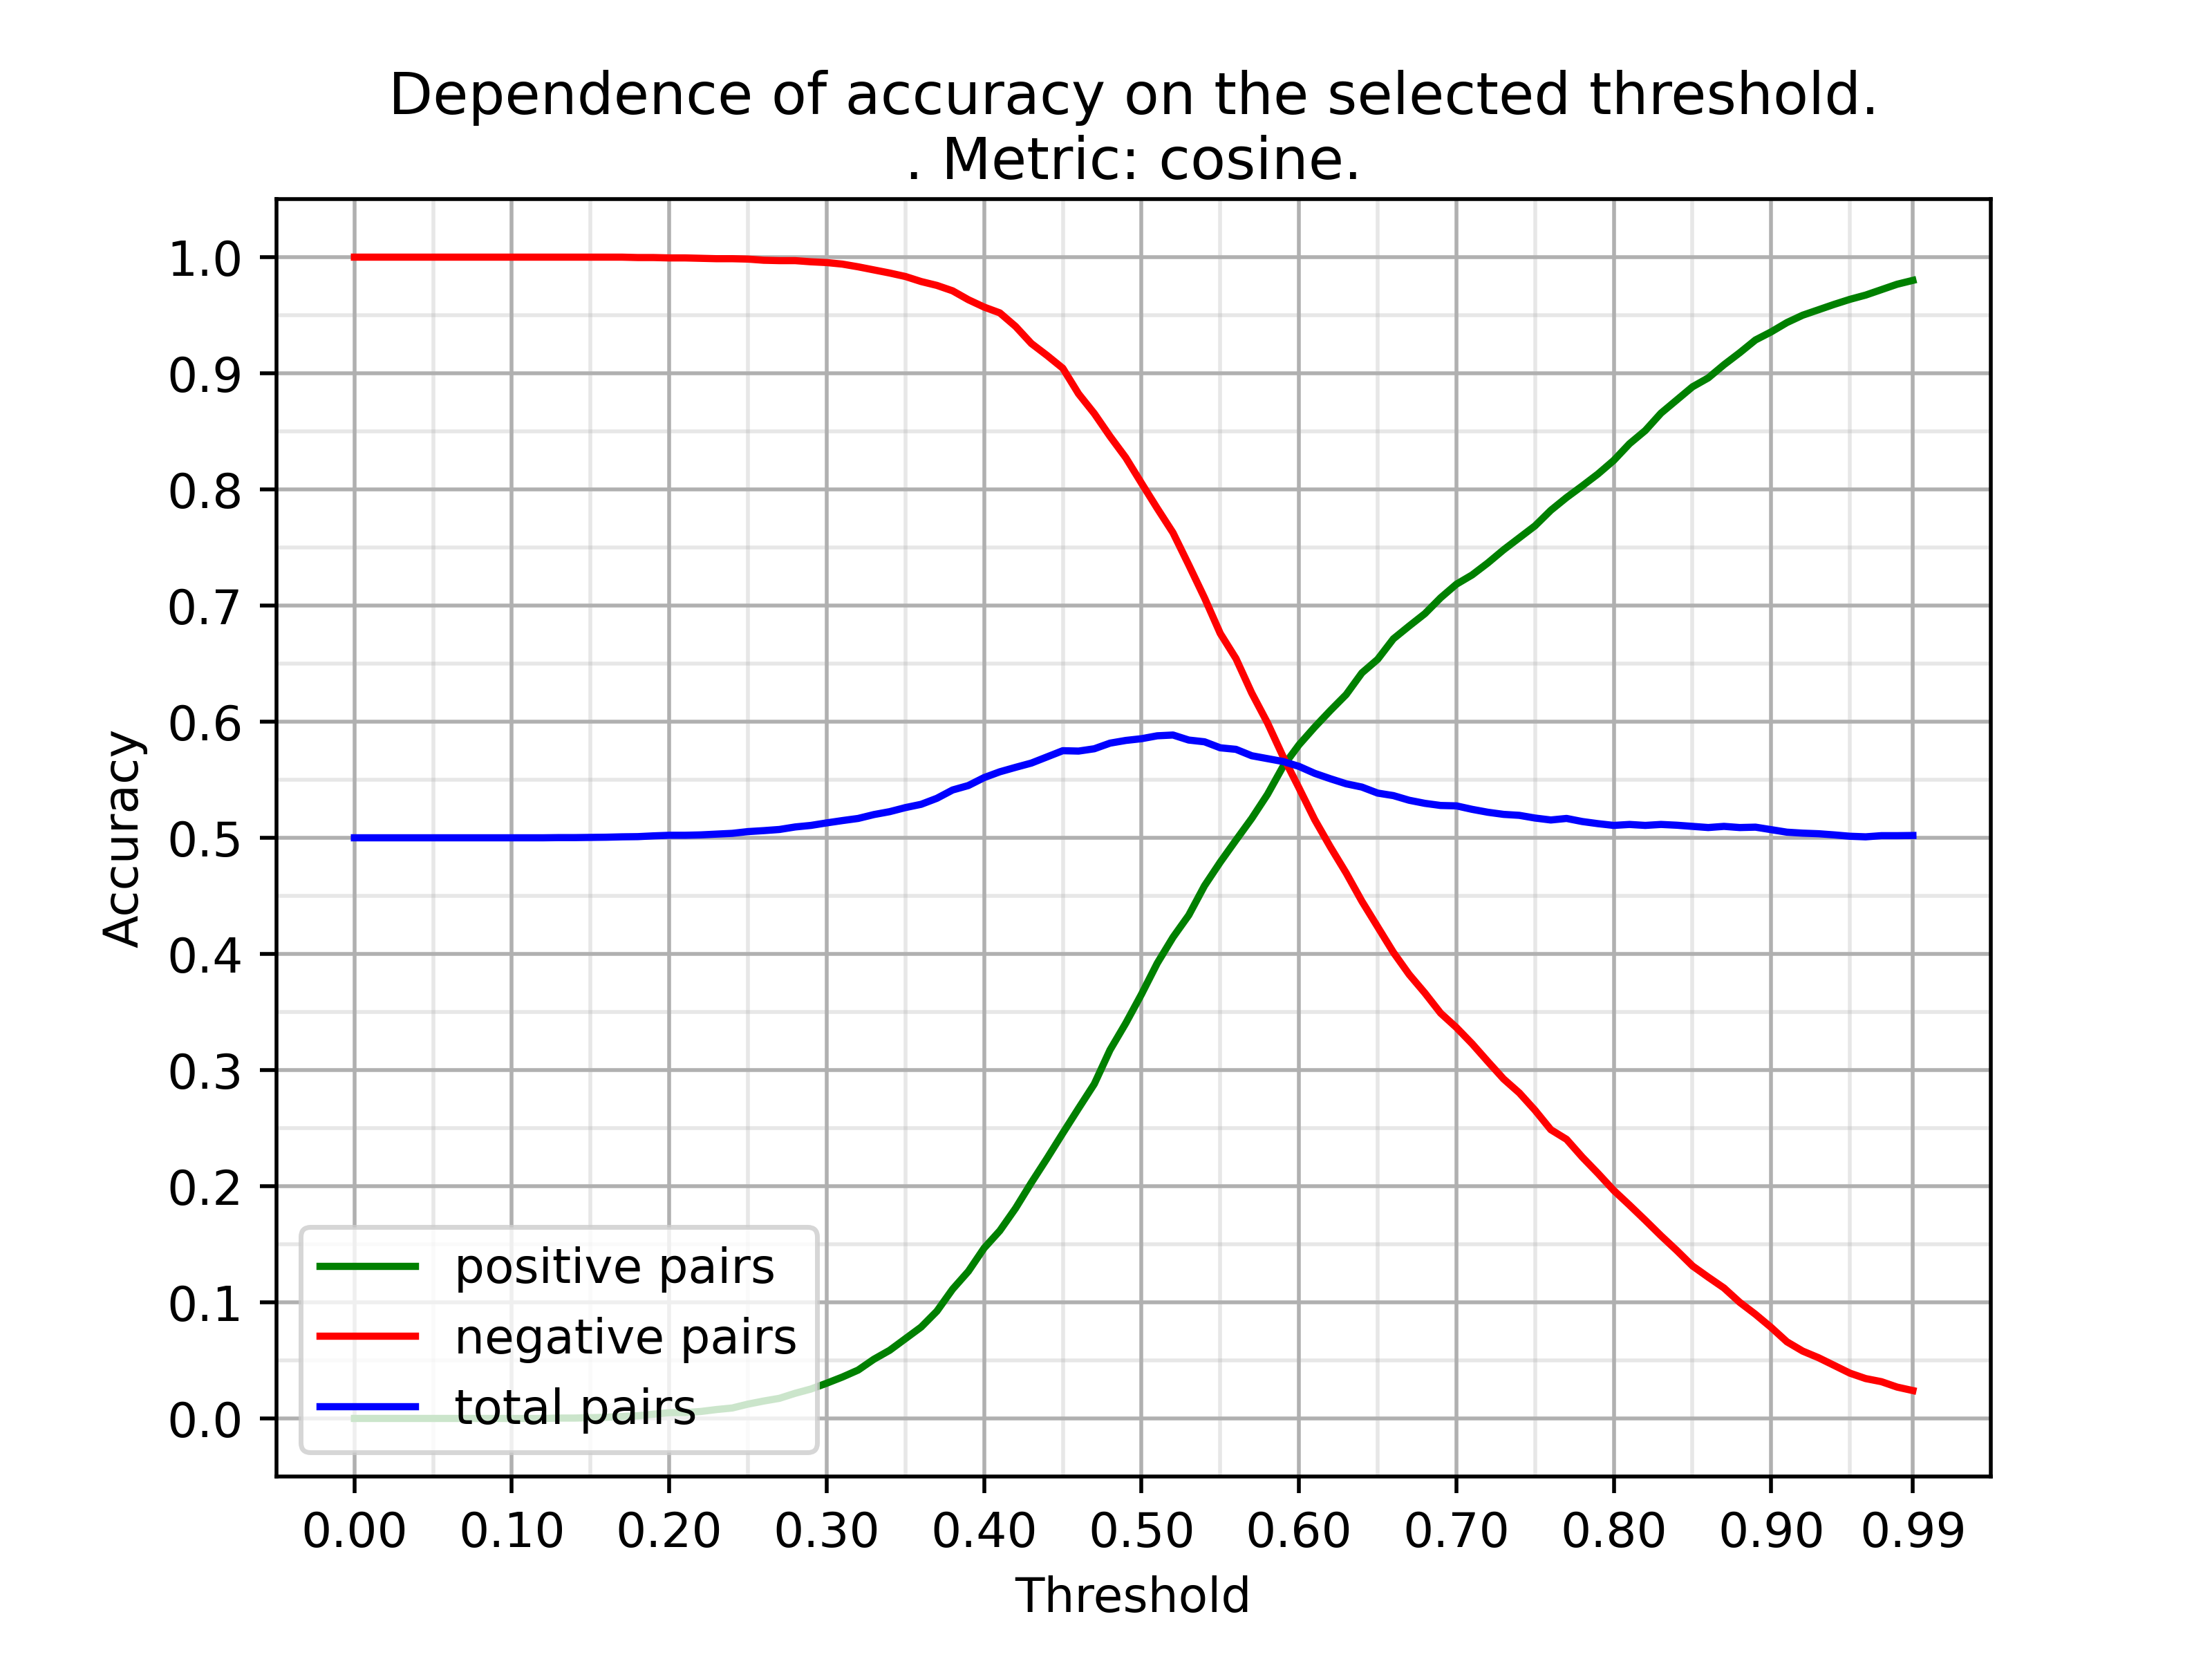 Dependence of accuracy on the selected threshold.
. Metric: cosine.
1.0
0.9
0.8
0.7
0.6
0.5
0.4
0.3
0.2
0.1
0.0
Accuracy
positive pairs
negative pairs
total pairs
0.00 0.10 0.20 0.30 0.40 0.50 0.60 0.70 0.80 0.90 0.99
Threshold